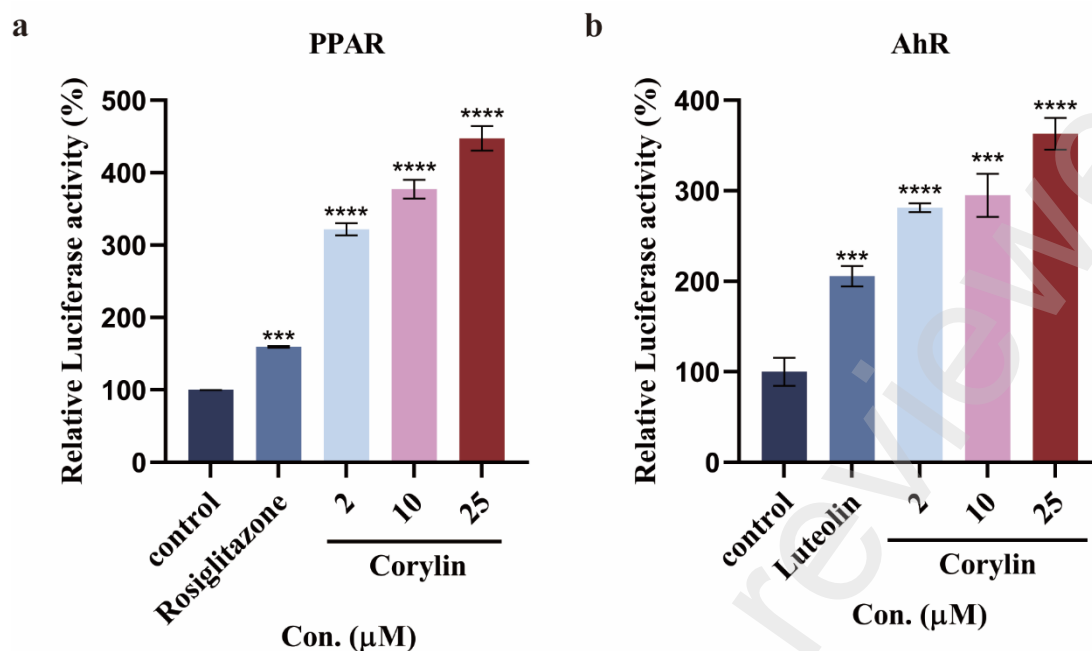 a
PPAR
Relative Luciferase activity (%)
500
400
300
200
100
0
***
****
****
****
control
Rosiglitazone
2
10
25
Corylin
Con. (μM)
b
AhR
Relative Luciferase activity (%)
400
300
200
100
0
***
****
***
****
control
Luteolin
2
10
25
Corylin
Con. (μM)
reviewe